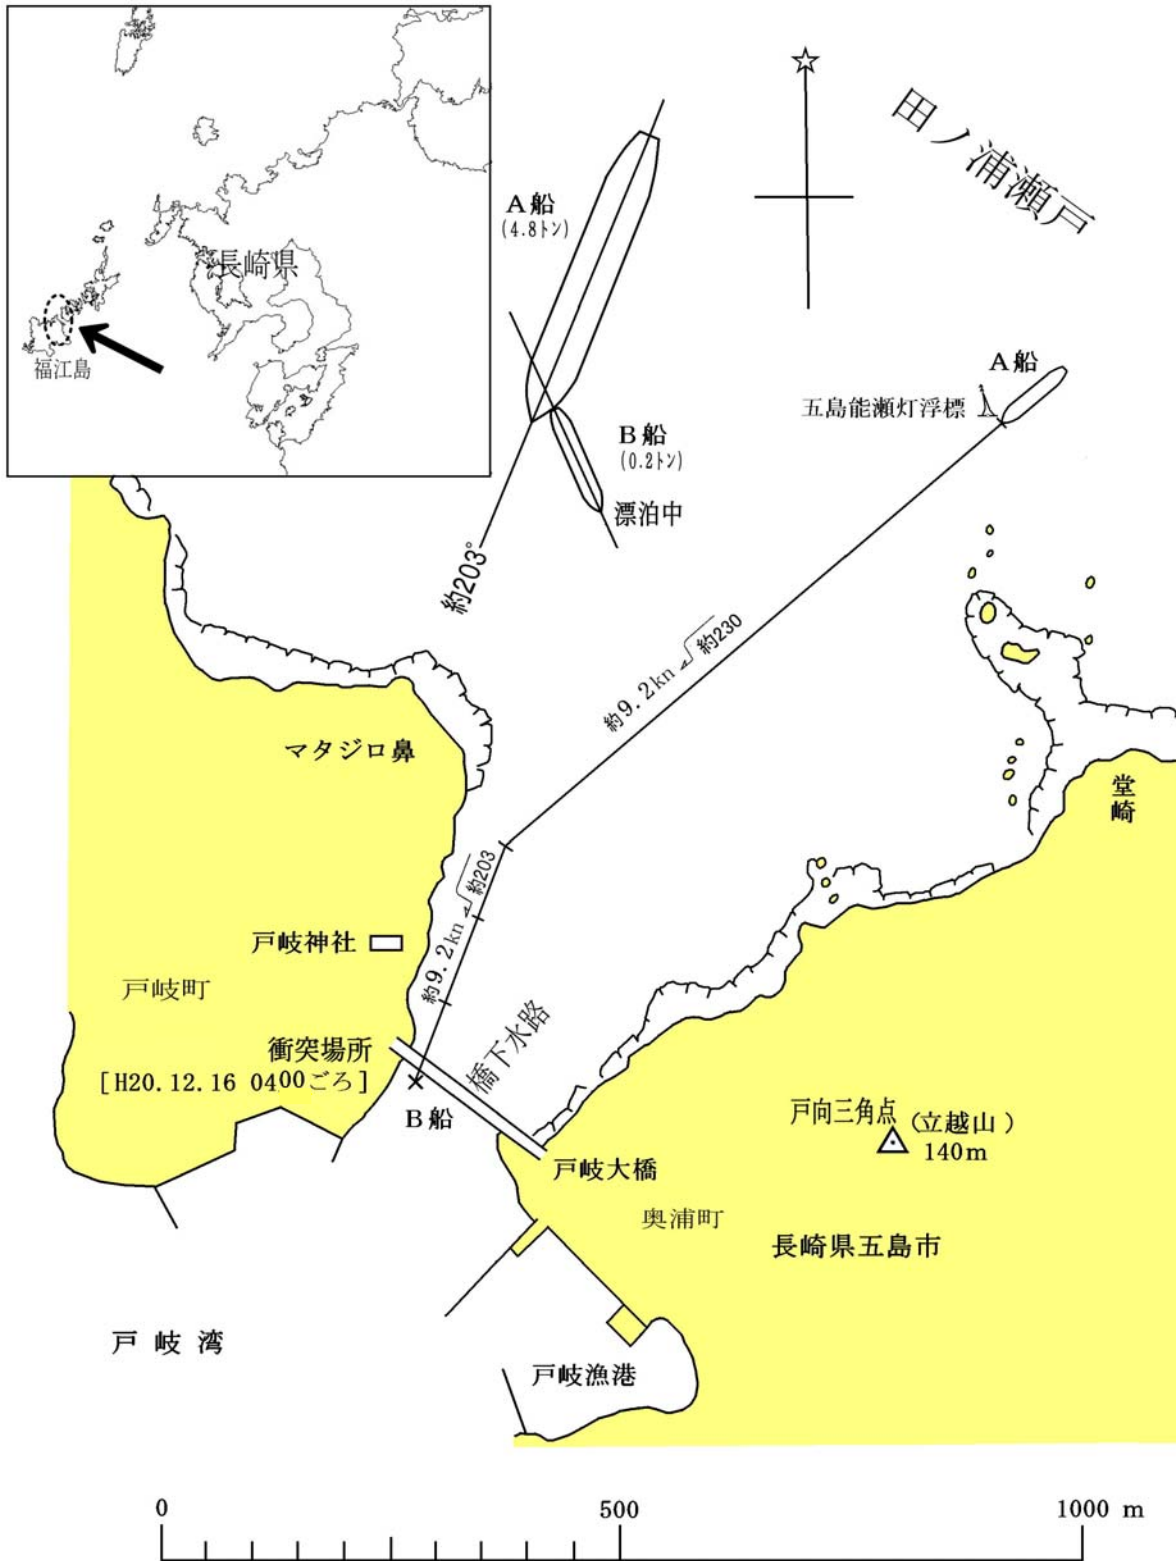 長崎県
福江島
田ノ浦瀬戸
A船
(4.8トン)
B船
(0.2トン)
漂泊中
約203°
A船
五島能瀬灯浮標
約9.2kn
約230
マタジロ鼻
堂崎
約9.2kn
約203
戸岐神社
戸岐町
橋下水路
衝突場所
[H20.12.16 0400ごろ]
B船
戸向三角点
(立越山)
140m
戸岐大橋
奥浦町
長崎県五島市
戸岐湾
戸岐漁港
0 500 1000 m